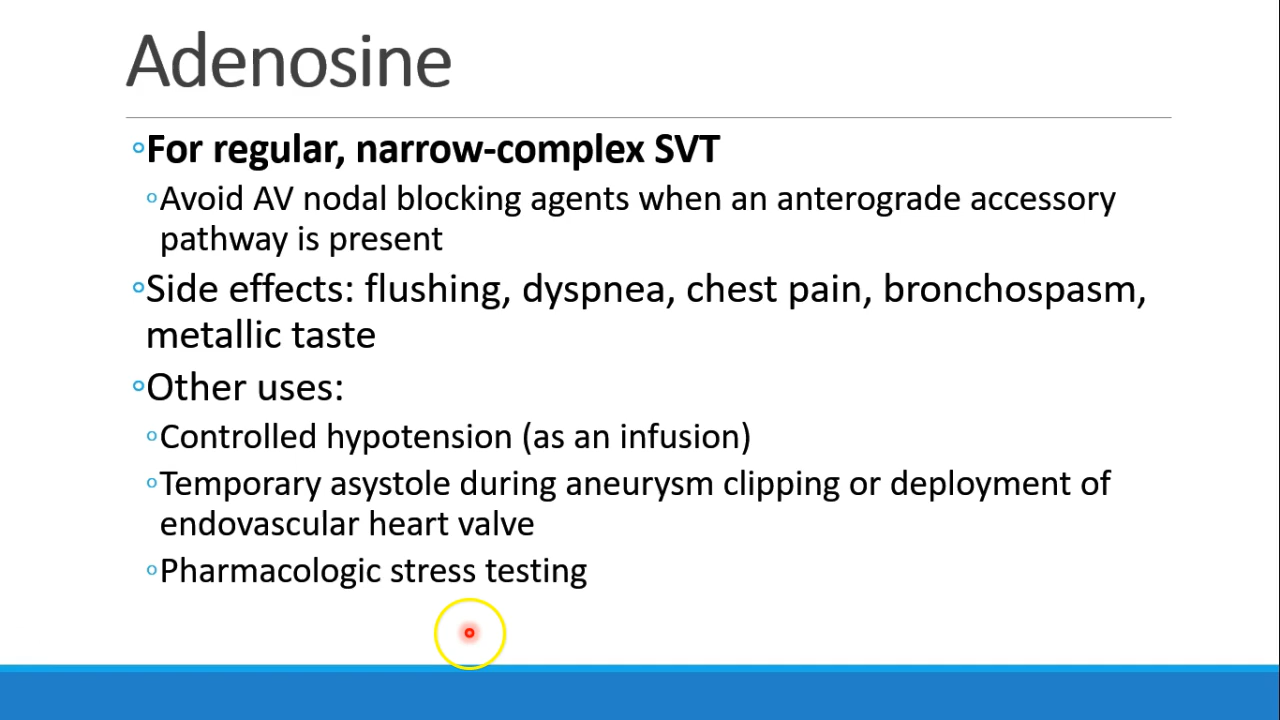 Adenosine
◦For regular, narrow-complex SVT
◦Avoid AV nodal blocking agents when an anterograde accessory
pathway is present
◦Side effects: flushing, dyspnea, chest pain, bronchospasm,
metallic taste
◦Other uses:
◦Controlled hypotension (as an infusion)
◦Temporary asystole during aneurysm clipping or deployment of
endovascular heart valve
◦Pharmacologic stress testing